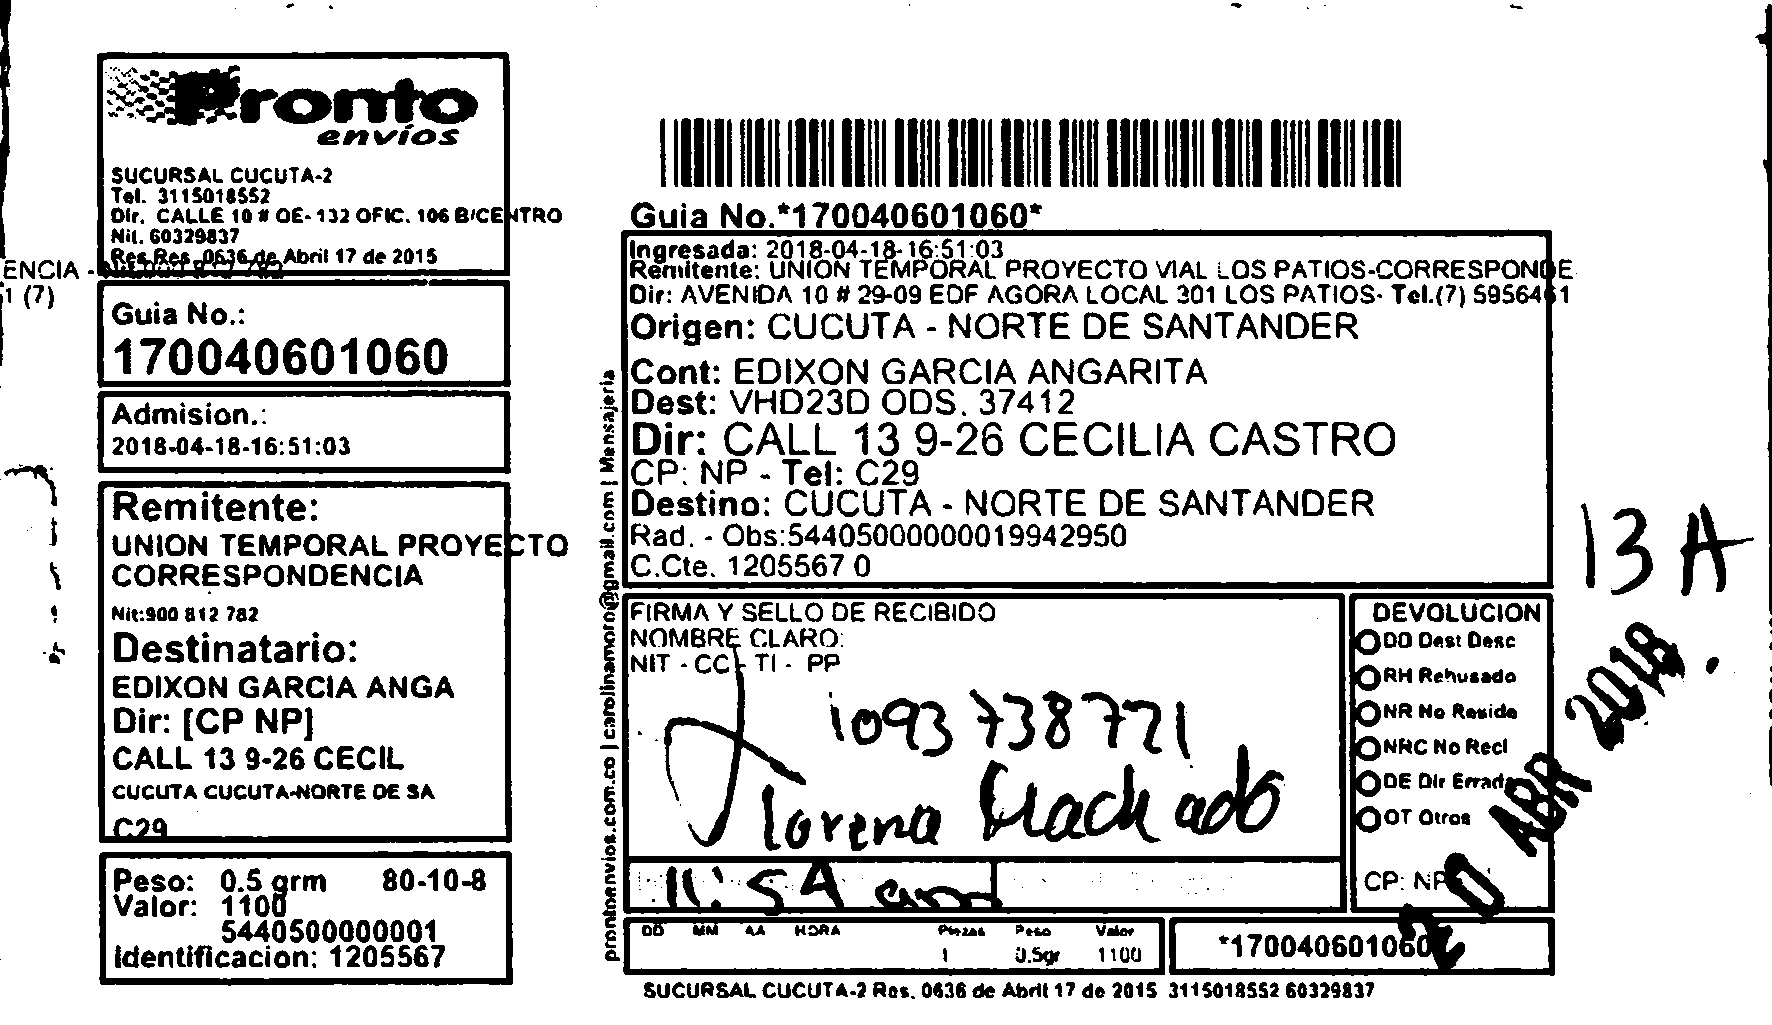 Pronto
envíos
SUCURSAL CUCUTA-2
Tel. 3115018552
Dir. CALLE 10 # OE- 132 OFIC. 106 B/CENTRO
Nit. 60329837
Res.Res. 0636 de Abril 17 de 2015
ENCIA -
1 (7)
Guia No.:
170040601060
Admision.:
2018-04-18-16:51:03
Remitente:
UNION TEMPORAL PROYECTO
CORRESPONDENCIA
Nit:900 812 782
Destinatario:
EDIXON GARCIA ANGA
Dir: [CP NP]
CALL 13 9-26 CECIL
CUCUTA CUCUTA-NORTE DE SA
C29
Peso: 0.5 grm 80-10-8
Valor: 1100
5440500000001
Identificacion: 1205567
prontoenvios.com.co | carolinamoro@gmail.com | Mensajeria
Guia No.*170040601060*
Ingresada: 2018-04-18-16:51:03
Remitente: UNION TEMPORAL PROYECTO VIAL LOS PATIOS-CORRESPONDE
Dir: AVENIDA 10 # 29-09 EDF AGORA LOCAL 301 LOS PATIOS- Tel.(7) 5956461
Origen: CUCUTA - NORTE DE SANTANDER
Cont: EDIXON GARCIA ANGARITA
Dest: VHD23D ODS. 37412
Dir: CALL 13 9-26 CECILIA CASTRO
CP: NP - Tel: C29
Destino: CUCUTA - NORTE DE SANTANDER
Rad. - Obs:544050000000019942950
C.Cte. 1205567 0
13 A
FIRMA Y SELLO DE RECIBIDO
NOMBRE CLARO:
NIT - CC - TI - PP
1093738721
Lorena Machado
11:54 am
DEVOLUCION
DD Dest Desc
RH Rehusado
NR No Reside
NRC No Recl
DE Dir Errada
OT Otros
CP: NP
20 ABR 2018
DD MM AA HORA Piezas Peso Valor
1 0.5gr 1100
*170040601060
SUCURSAL CUCUTA-2 Res. 0636 de Abril 17 de 2015 3115018552 60329837